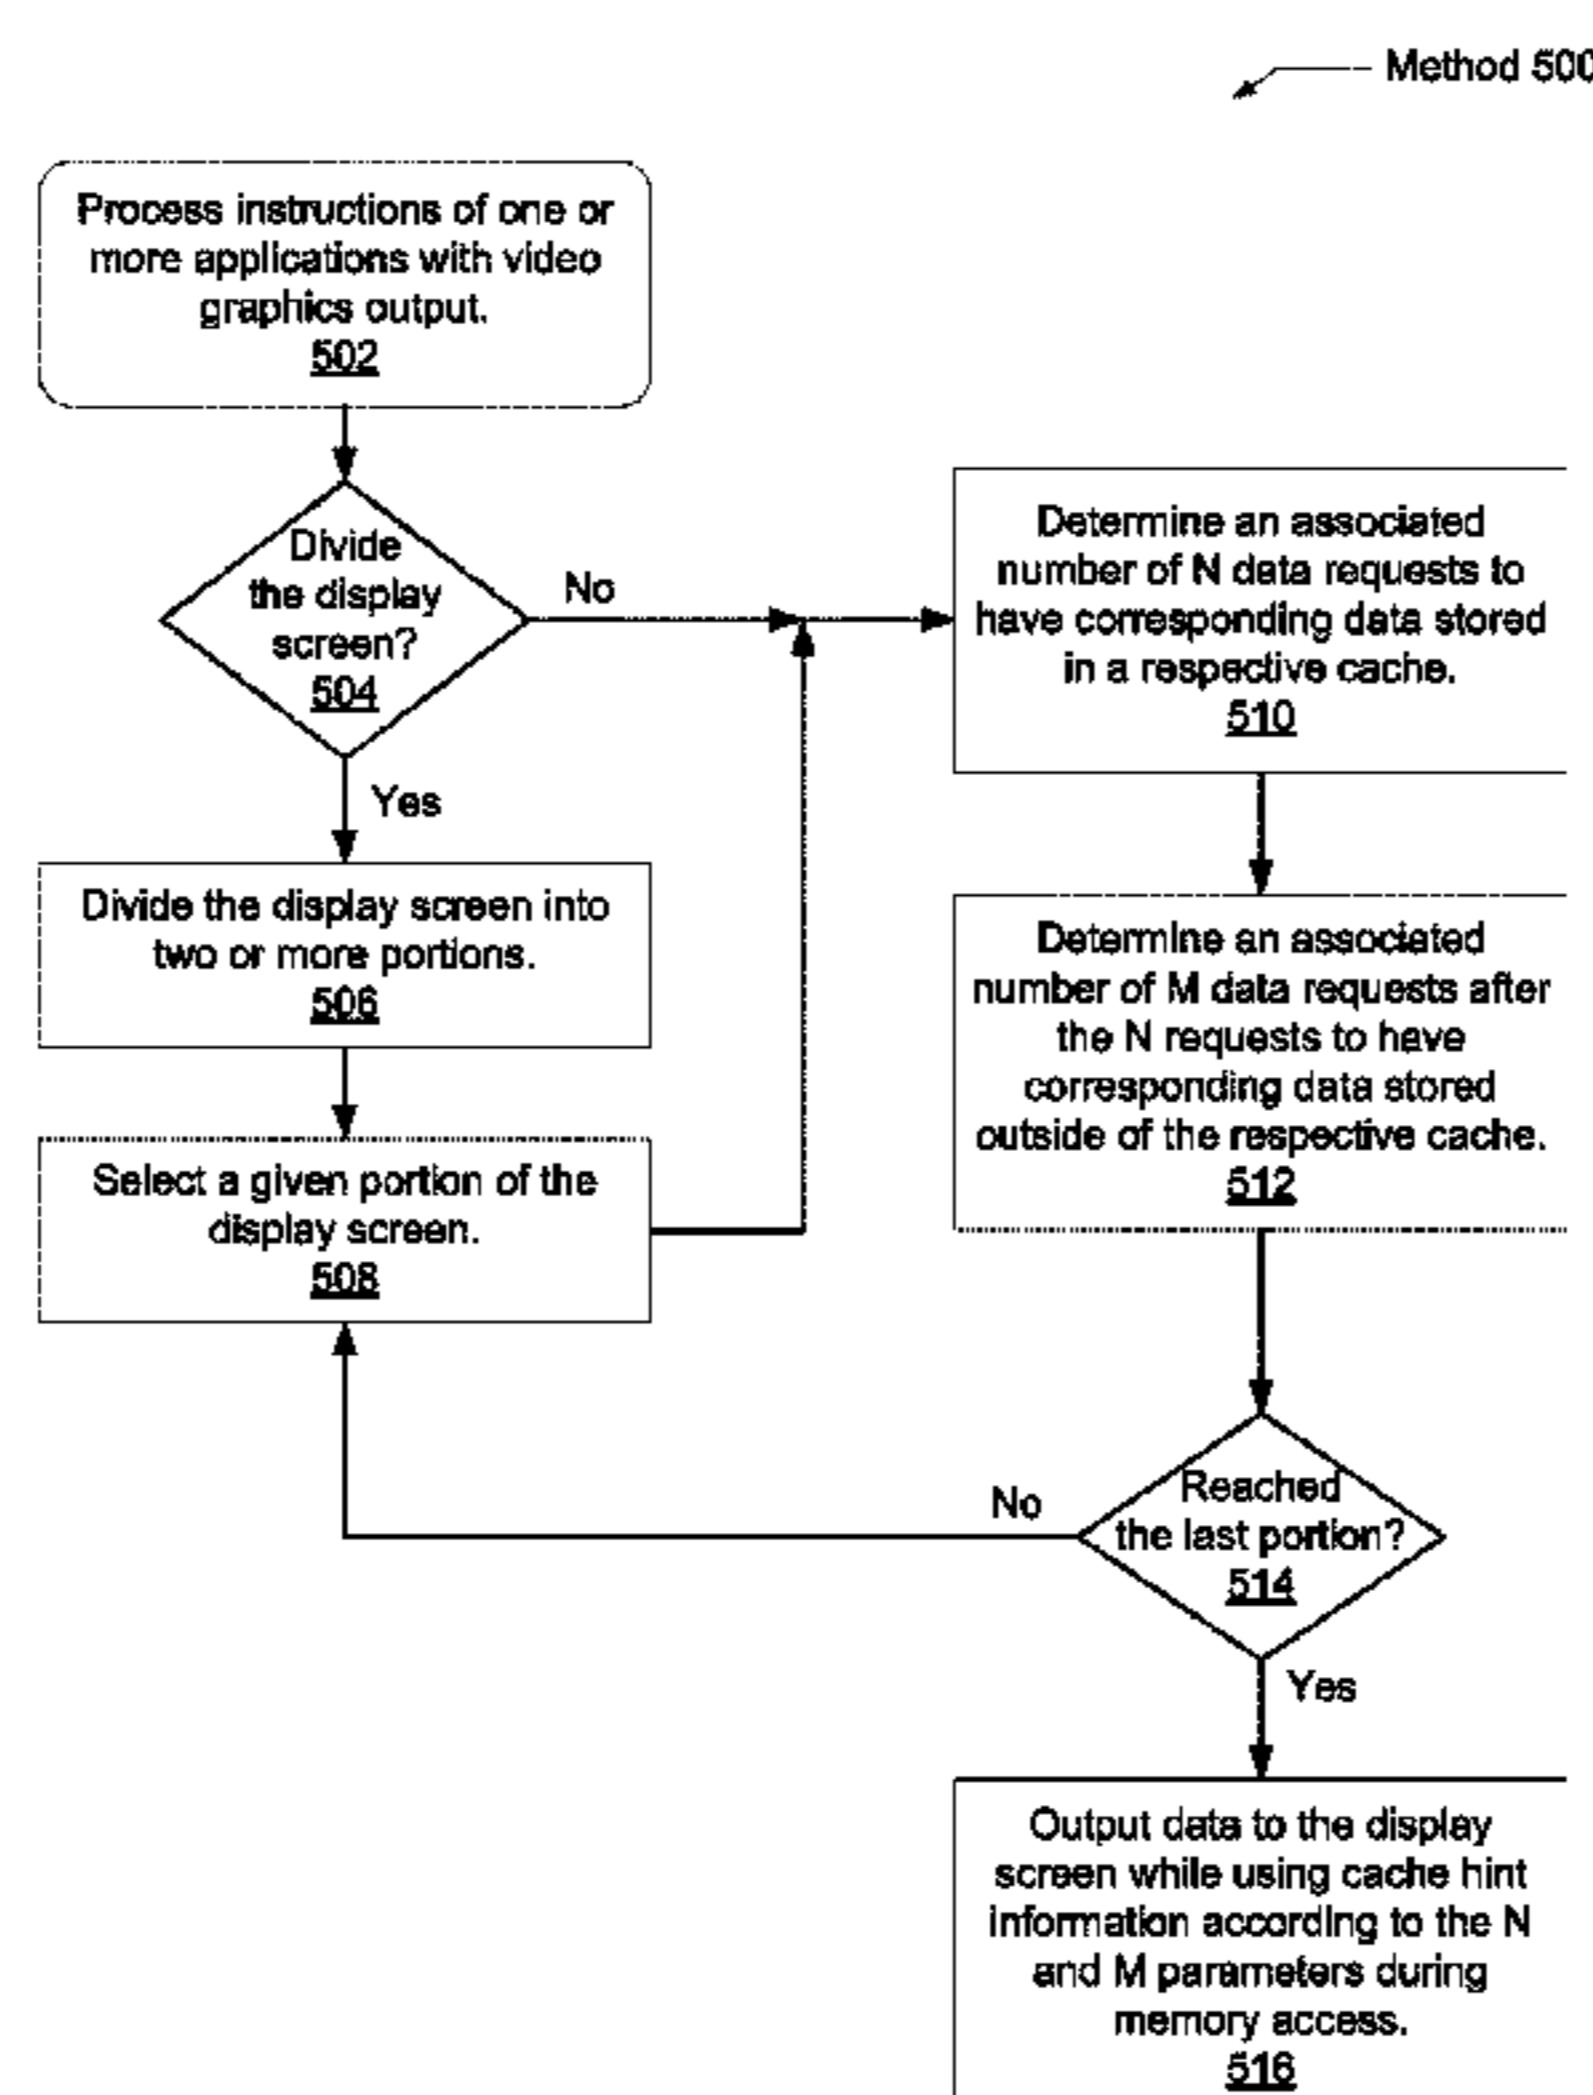 Method 500
Process instructions of one or
more applications with video
graphics output.
502
Divide
the display
screen?
504
No
Yes
Divide the display screen into
two or more portions.
506
Select a given portion of the
display screen.
508
Determine an associated
number of N data requests to
have corresponding data stored
in a respective cache.
510
Determine an associated
number of M data requests after
the N requests to have
corresponding data stored
outside of the respective cache.
512
Reached
the last portion?
514
No
Yes
Output data to the display
screen while using cache hint
information according to the N
and M parameters during
memory access.
516